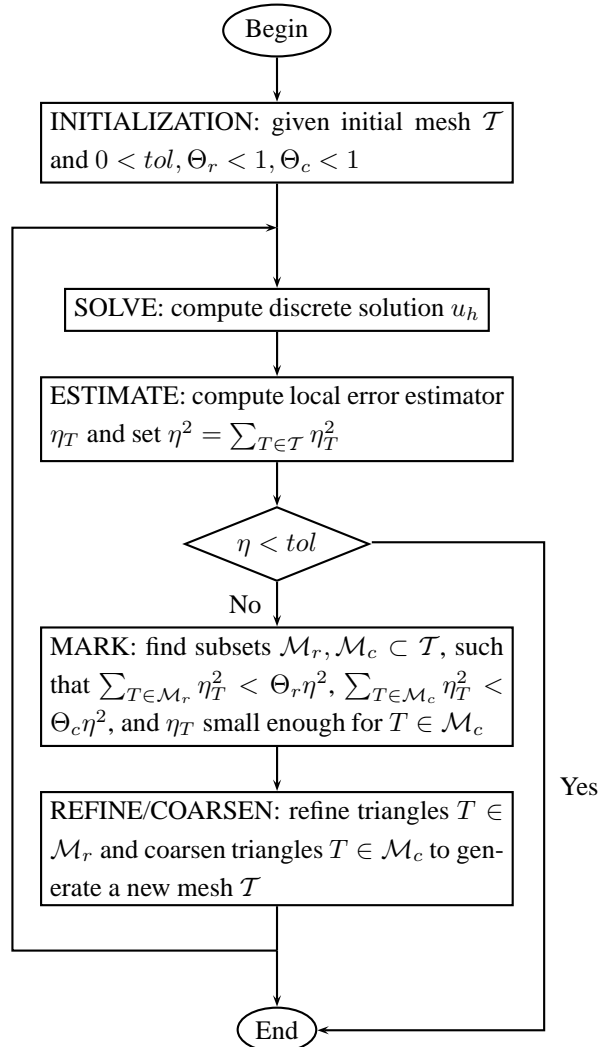 Begin
INITIALIZATION: given initial mesh 𝒯
and 0 < tol, Θ_r < 1, Θ_c < 1
SOLVE: compute discrete solution u_h
ESTIMATE: compute local error estimator
η_T and set η² = ∑_{T∈𝒯} η_T²
η < tol
No
MARK: find subsets ℳ_r, ℳ_c ⊂ 𝒯, such
that ∑_{T∈ℳ_r} η_T² < Θ_r η², ∑_{T∈ℳ_c} η_T² <
Θ_c η², and η_T small enough for T ∈ ℳ_c
Yes
REFINE/COARSEN: refine triangles T ∈
ℳ_r and coarsen triangles T ∈ ℳ_c to gen-
erate a new mesh 𝒯
End